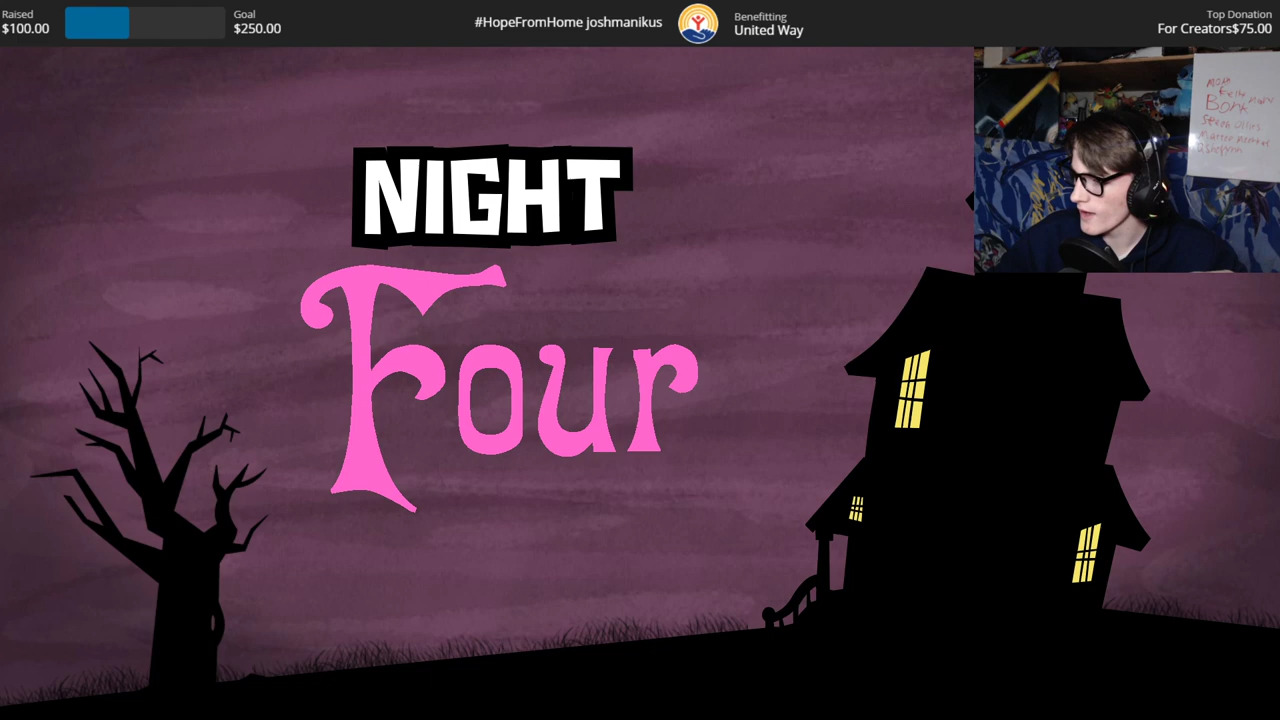 Raised
$100.00
Goal
$250.00
#HopeFromHome joshmanikus
Benefitting
United Way
Top Donation
For Creators$75.00
NIGHT
Four
Bork